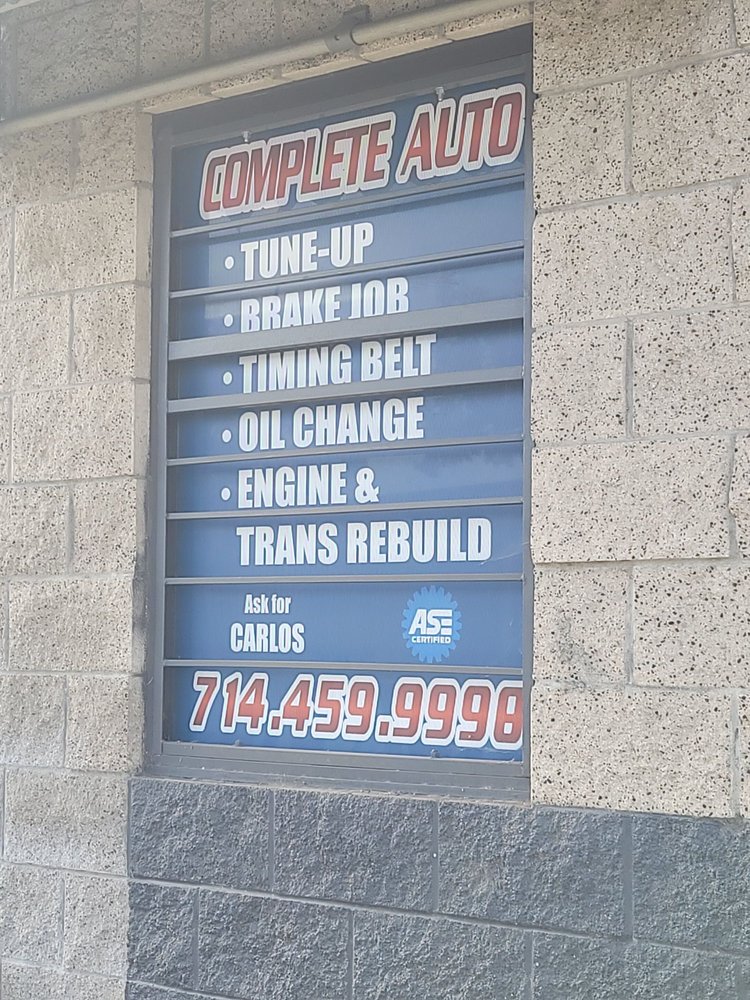 COMPLETE AUTO
• TUNE-UP
• BRAKE JOB
• TIMING BELT
• OIL CHANGE
• ENGINE &
TRANS REBUILD
Ask for
CARLOS
ASE
CERTIFIED
714.459.9998